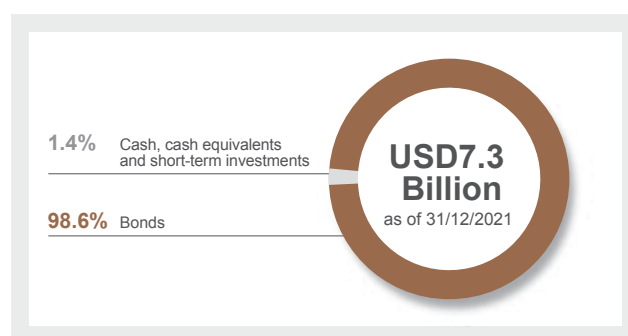 1.4% Cash, cash equivalents
and short-term investments
98.6% Bonds
USD7.3
Billion
as of 31/12/2021